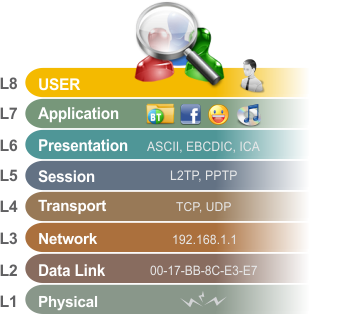 L8 USER
L7 Application BT
L6 Presentation ASCII, EBCDIC, ICA
L5 Session L2TP, PPTP
L4 Transport TCP, UDP
L3 Network 192.168.1.1
L2 Data Link 00-17-BB-8C-E3-E7
L1 Physical